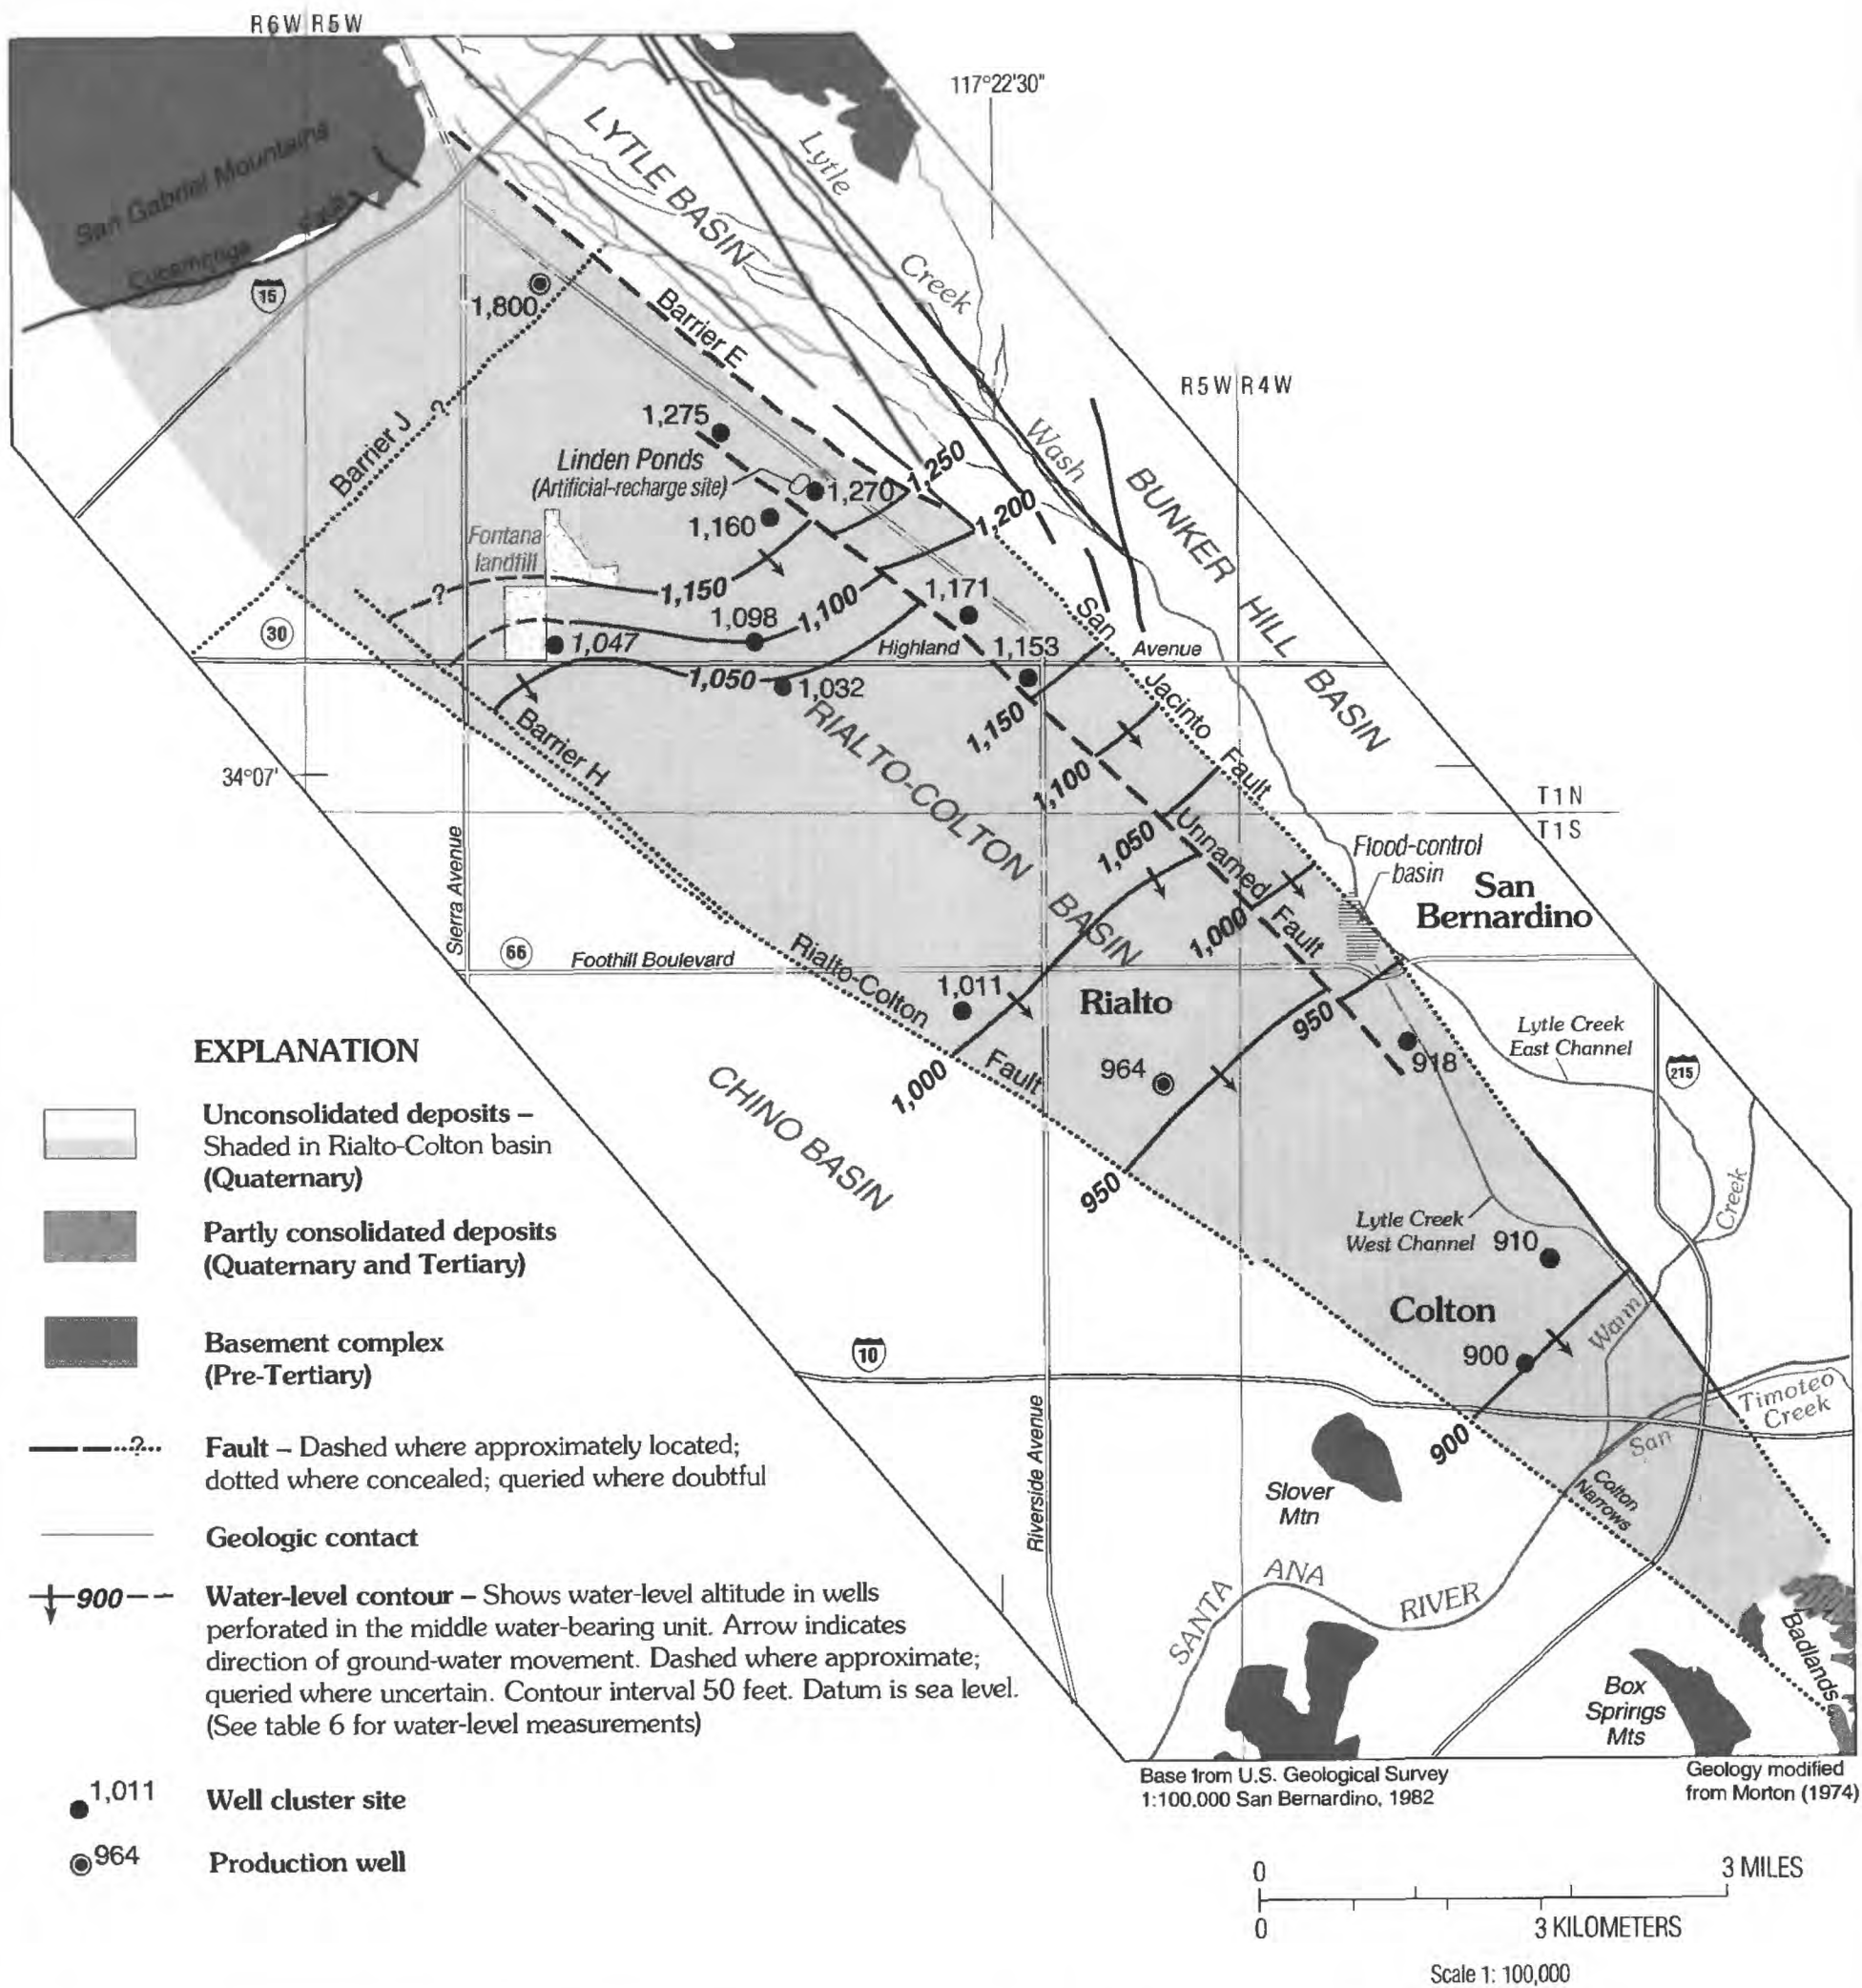 R6W R5W
117°22'30"
San Gabriel Mountains
Cucamonga
Fault
15
LYTLE BASIN
Lytle
Creek
Wash
1,800
Barrier E
Barrier J
?
R5W R4W
1,275
Linden Ponds
(Artificial-recharge site)
1,270
1,250
1,200
1,160
Fontana
landfill
?
1,150
1,100
1,171
1,098
1,047
30
Highland
Avenue
1,153
1,050
1,032
San
Jacinto
Fault
BUNKER
HILL
BASIN
Barrier H
RIALTO-COLTON
BASIN
1,150
1,100
1,050
1,000
950
Unnamed
Fault
34°07'
T1N
T1S
Flood-control
basin
San
Bernardino
Sierra Avenue
66
Foothill Boulevard
Rialto-Colton
Fault
1,011
Rialto
964
918
1,000
950
CHINO BASIN
Lytle Creek
East Channel
215
Creek
Lytle Creek
West Channel
910
Colton
900
Warm
10
900
San
Timoteo
Creek
Riverside Avenue
Slover
Mtn
Colton
Narrows
SANTA
ANA
RIVER
Box
Springs
Mts
Badlands
EXPLANATION
Unconsolidated deposits –
Shaded in Rialto-Colton basin
(Quaternary)
Partly consolidated deposits
(Quaternary and Tertiary)
Basement complex
(Pre-Tertiary)
?
Fault – Dashed where approximately located;
dotted where concealed; queried where doubtful
Geologic contact
900
Water-level contour – Shows water-level altitude in wells
perforated in the middle water-bearing unit. Arrow indicates
direction of ground-water movement. Dashed where approximate;
queried where uncertain. Contour interval 50 feet. Datum is sea level.
(See table 6 for water-level measurements)
1,011
Well cluster site
964
Production well
Base from U.S. Geological Survey
1:100,000 San Bernardino, 1982
Geology modified
from Morton (1974)
0
3 MILES
0
3 KILOMETERS
Scale 1: 100,000